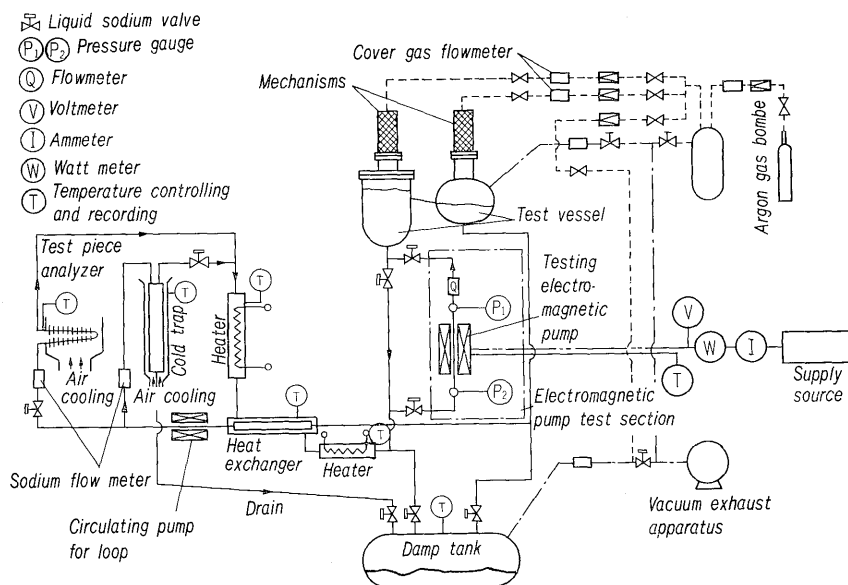 Liquid sodium valve
P₁ P₂ Pressure gauge
Q Flowmeter
V Voltmeter
I Ammeter
W Watt meter
T Temperature controlling
and recording
Cover gas flowmeter
Mechanisms
Argon gas bombe
Test vessel
Test piece
analyzer
T
T
Cold trap
T
Heater
Air
cooling
Air cooling
Q
P₁
P₂
Testing
electro-
magnetic
pump
V
W
I
T
Supply
source
Electromagnetic
pump test section
T
Heat
exchanger
T
Heater
Sodium flow meter
Circulating pump
for loop
Drain
T
Damp tank
Vacuum exhaust
apparatus